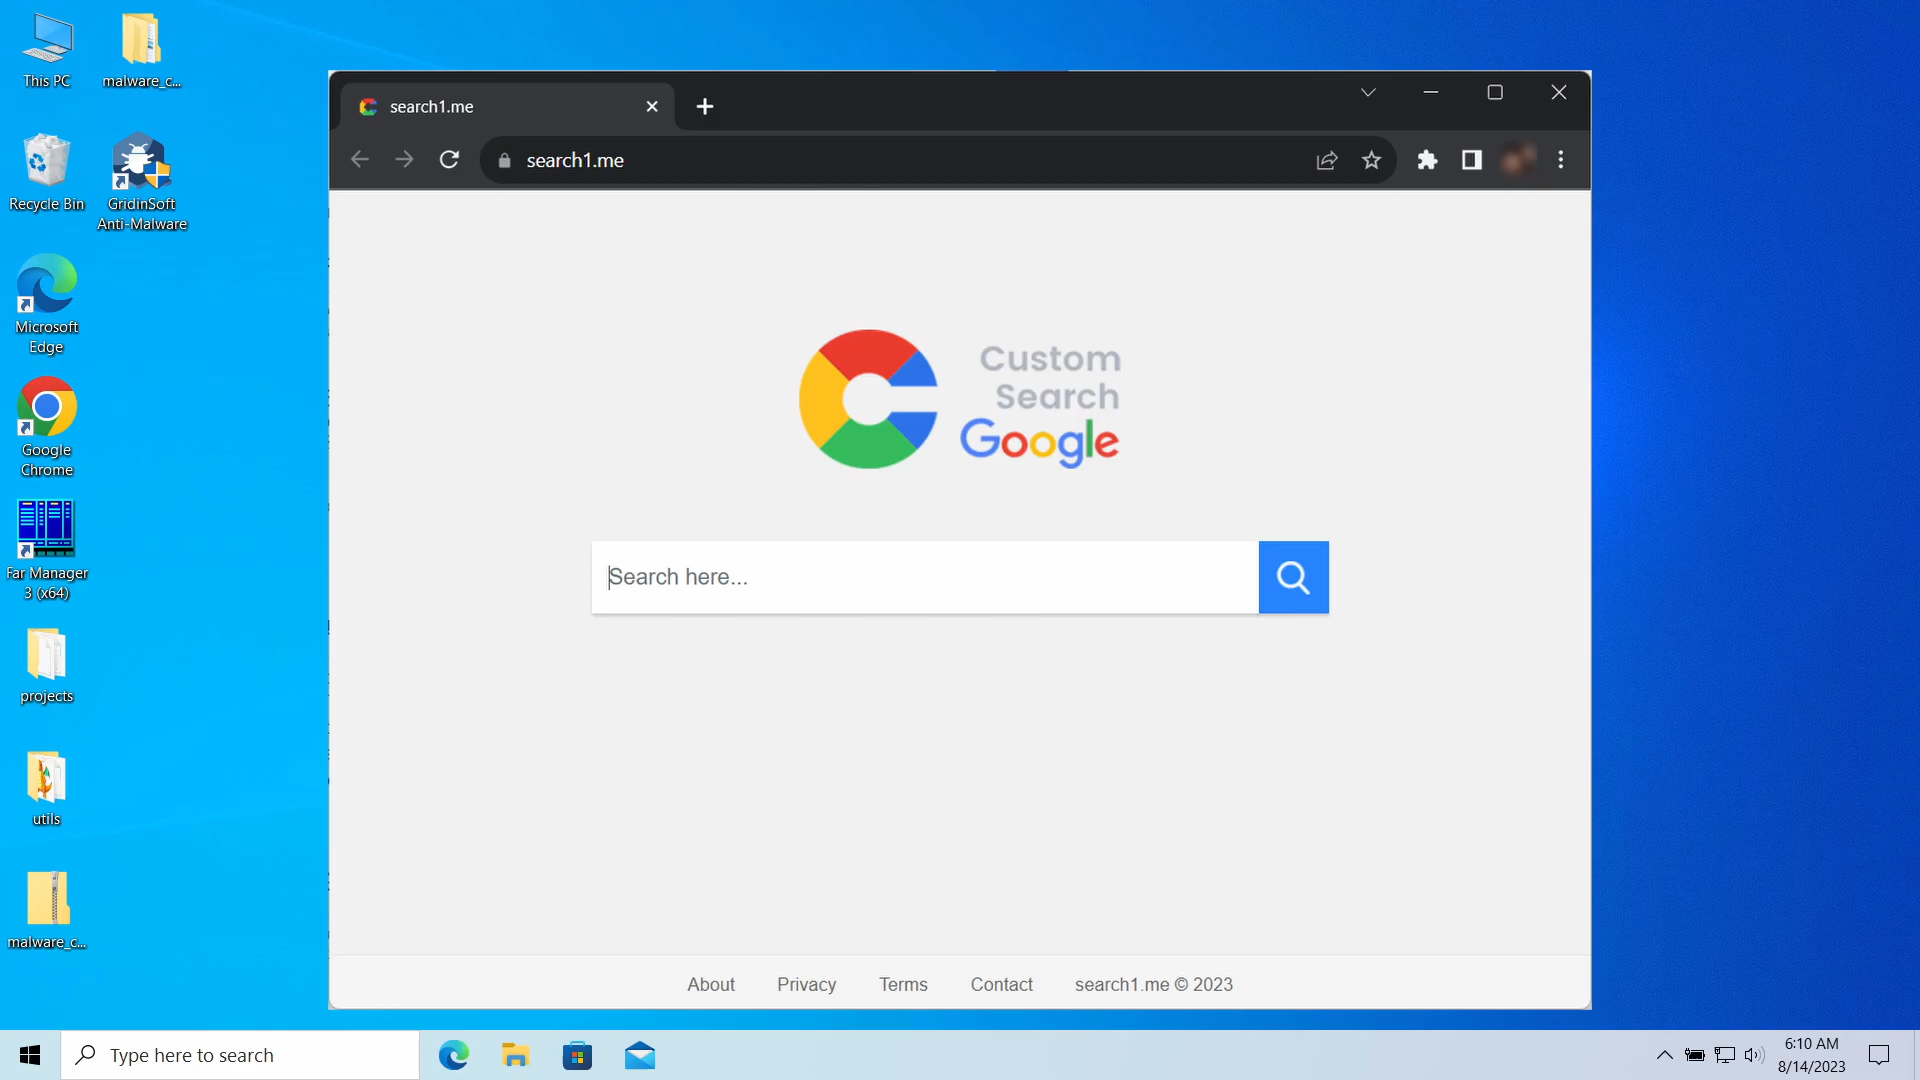 This PC
malware_c...
Recycle Bin
GridinSoft
Anti-Malware
Microsoft
Edge
Google
Chrome
Far Manager
3 (x64)
projects
utils
malware_c...
search1.me
search1.me
Custom
Search
Google
Search here...
About
Privacy
Terms
Contact
search1.me © 2023
Type here to search
6:10 AM
8/14/2023